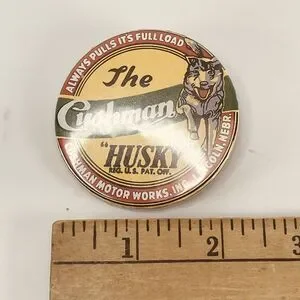 ALWAYS PULLS IT'S FULL LOAD
The
Cushman
"HUSKY
REG. U.S. PAT. OFF.
HMAN MOTOR WORKS, INC. LINCOLN, NEBR.
1 2 3